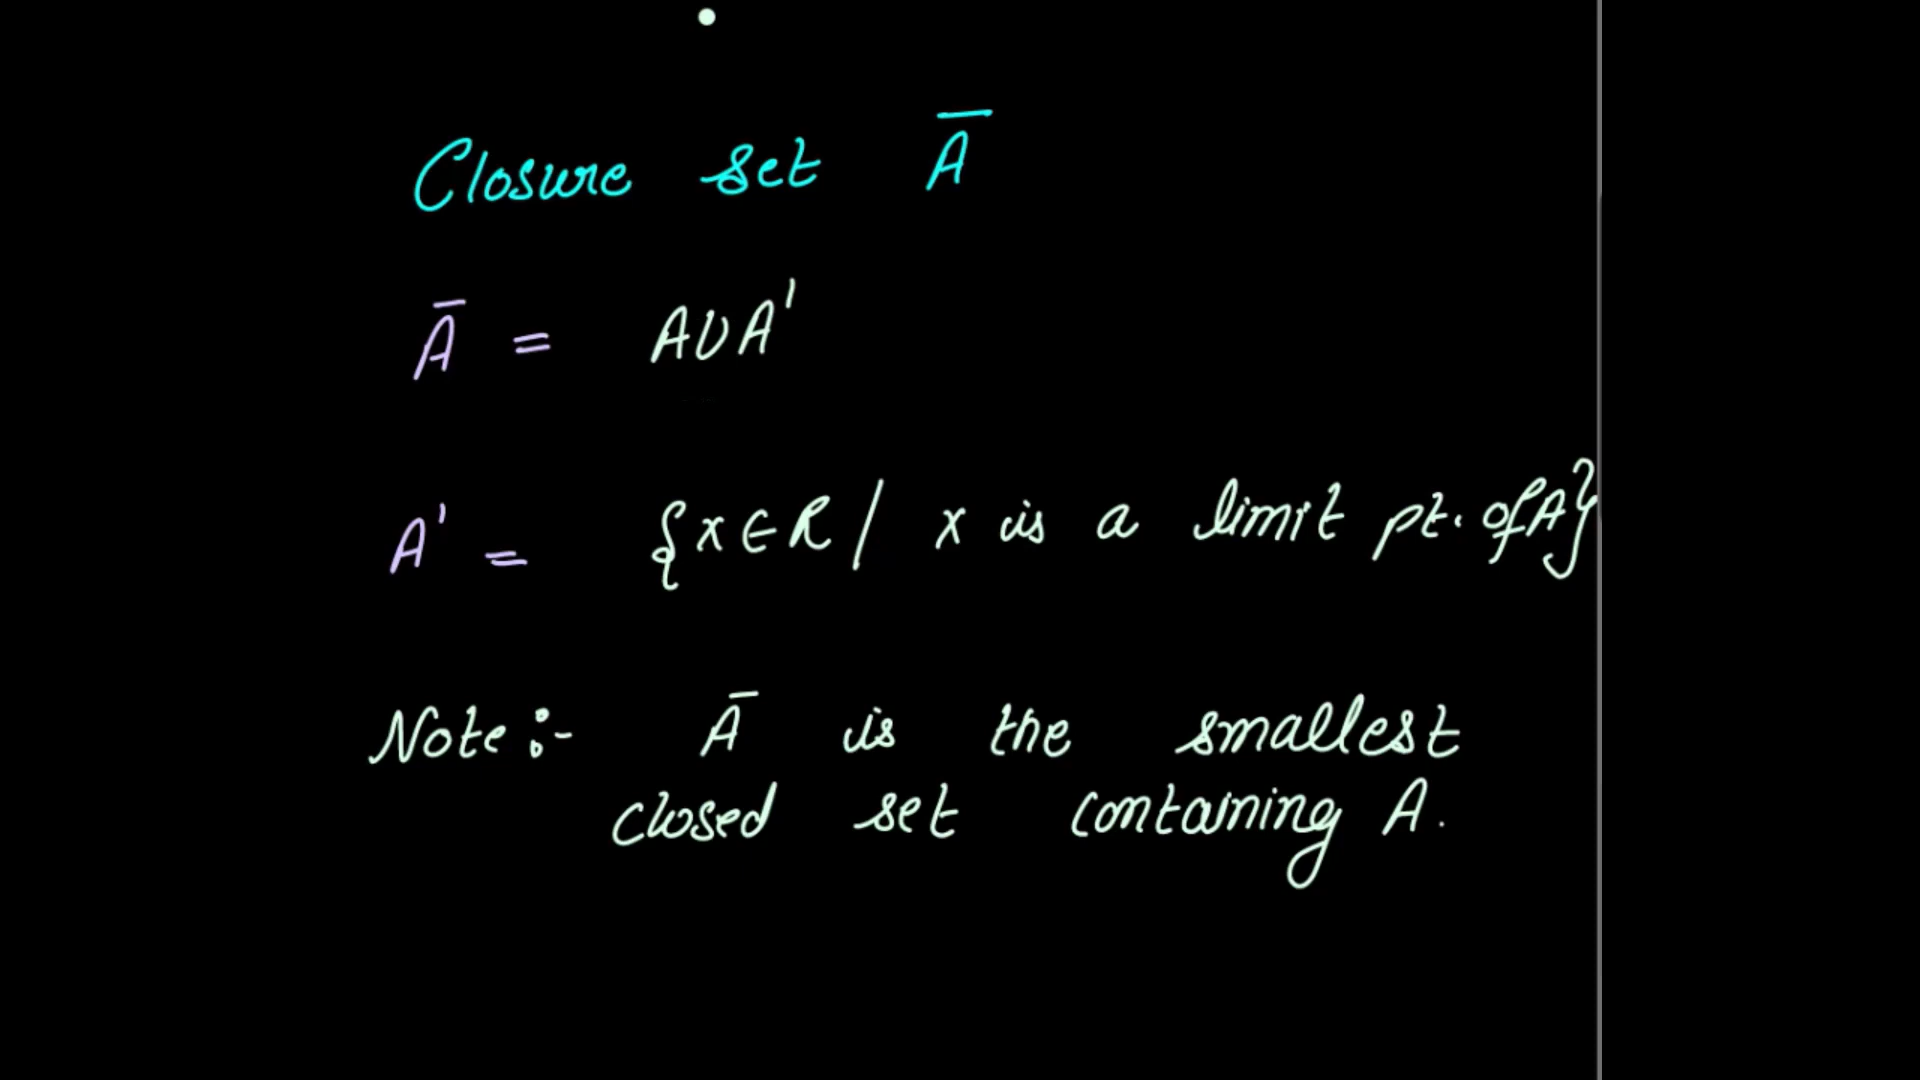 Closure set A̅
A̅ = A∪A'
A' = {x∈R / x is a limit pt. of A}
Note :- A̅ is the smallest
closed set containing A.